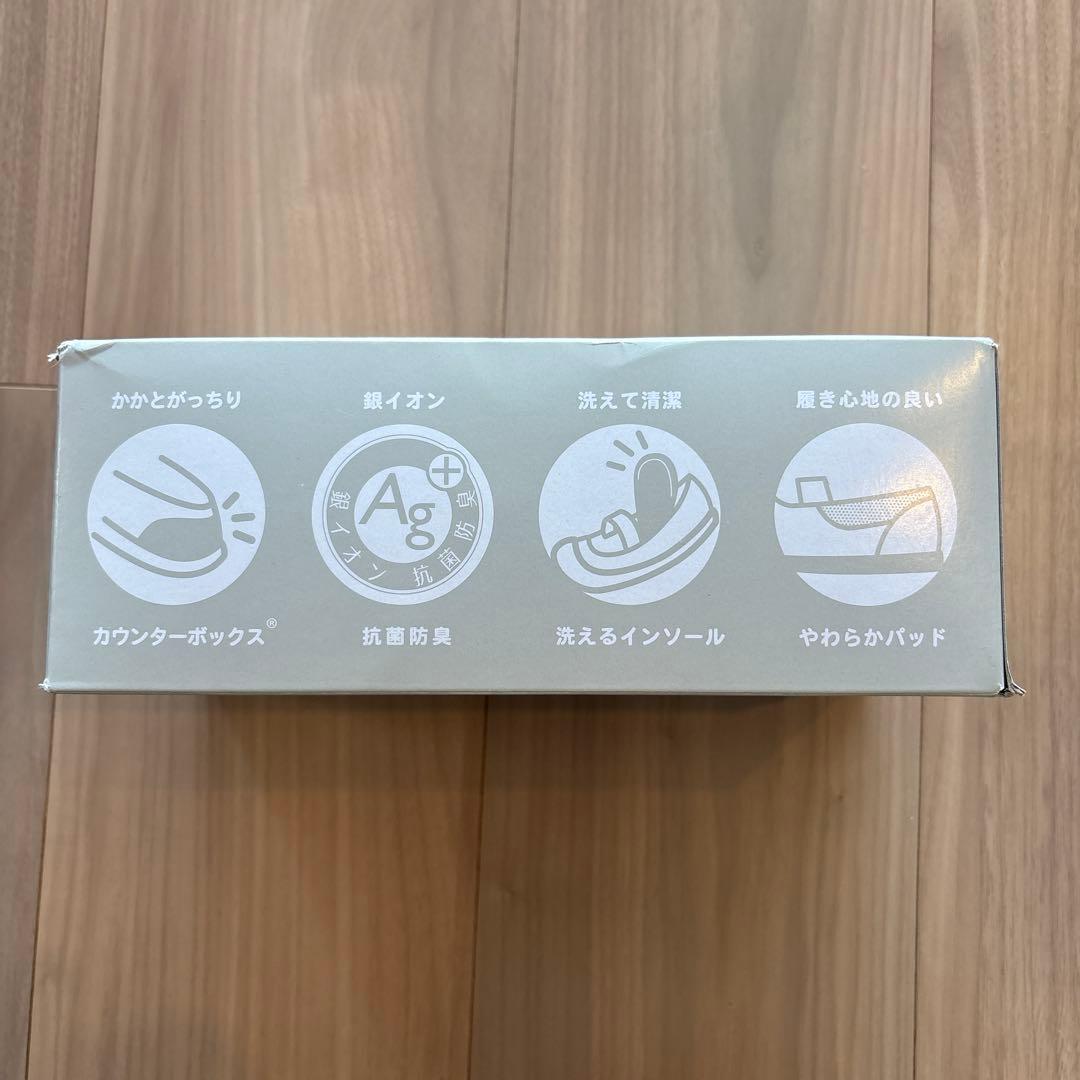 かかとがっちり
カウンターボックス®
銀イオン
Ag+
銀イオン 抗菌防臭
抗菌防臭
洗えて清潔
洗えるインソール
履き心地の良い
やわらかパッド